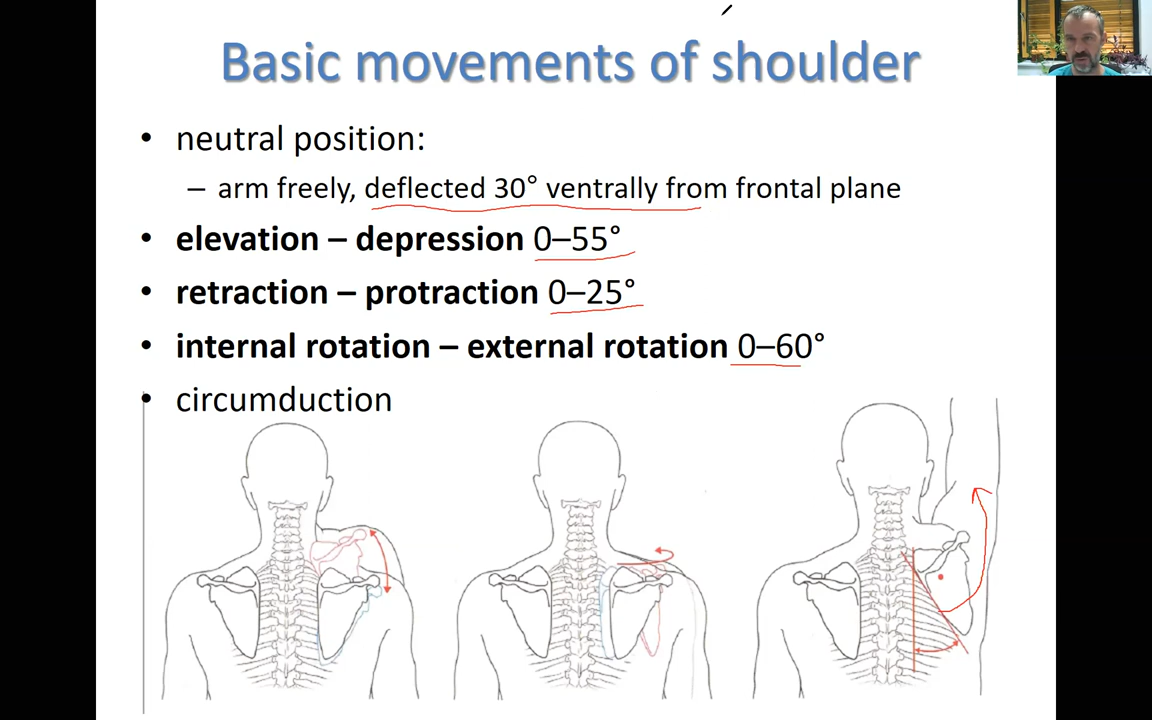 Basic movements of shoulder
• neutral position:
– arm freely, deflected 30° ventrally from frontal plane
• elevation – depression 0–55°
• retraction – protraction 0–25°
• internal rotation – external rotation 0–60°
• circumduction